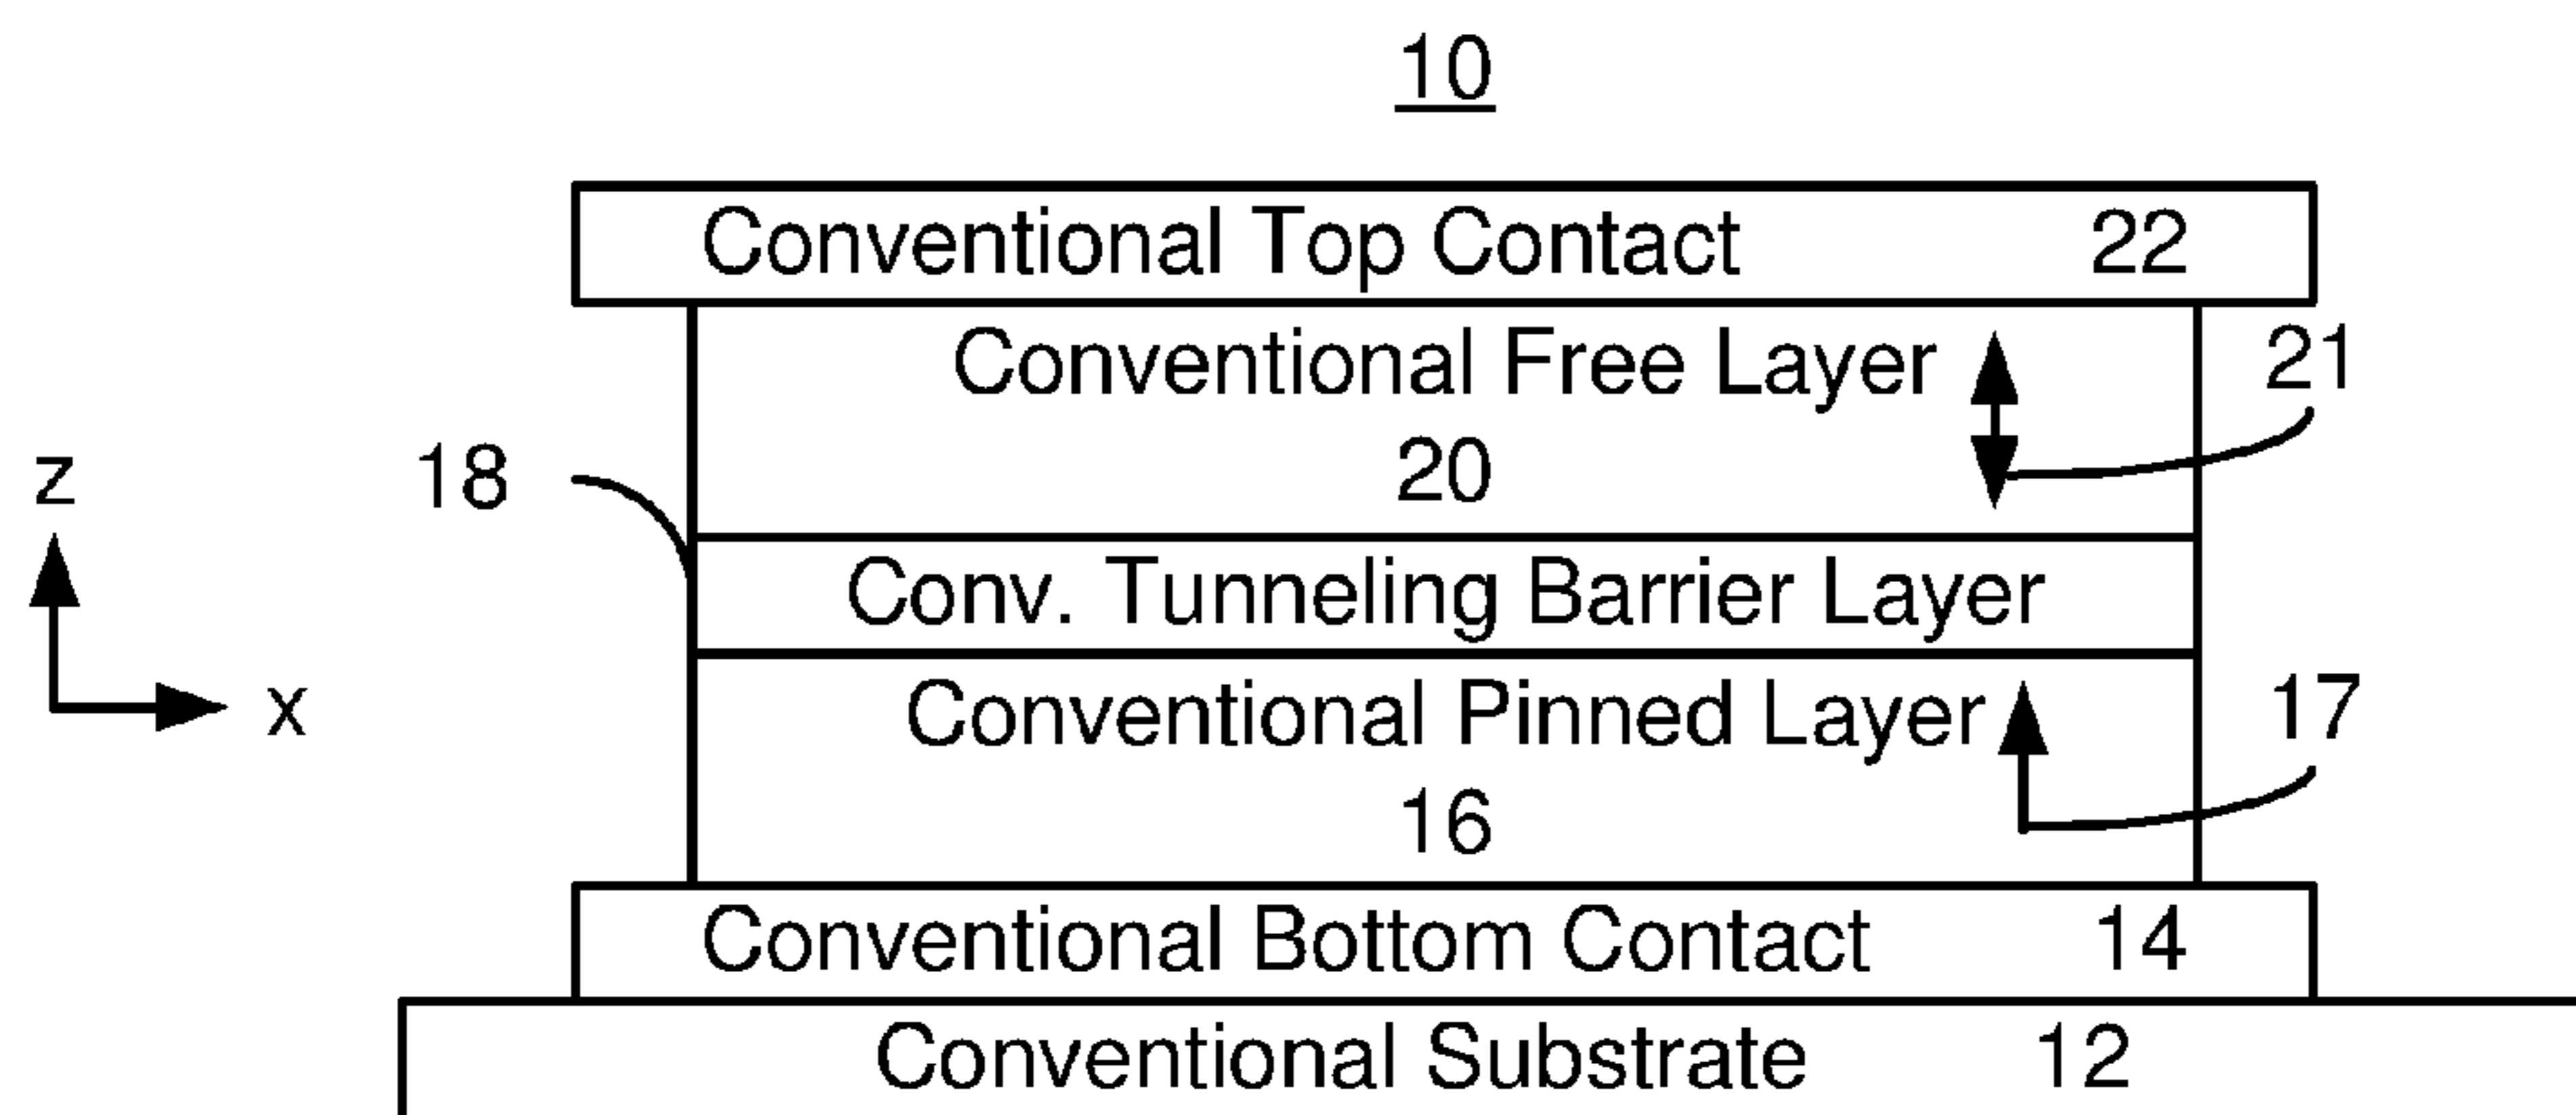 10
Conventional Top Contact 22
Conventional Free Layer 21
20
18
z
Conv. Tunneling Barrier Layer
Conventional Pinned Layer 17
x
16
Conventional Bottom Contact 14
Conventional Substrate 12